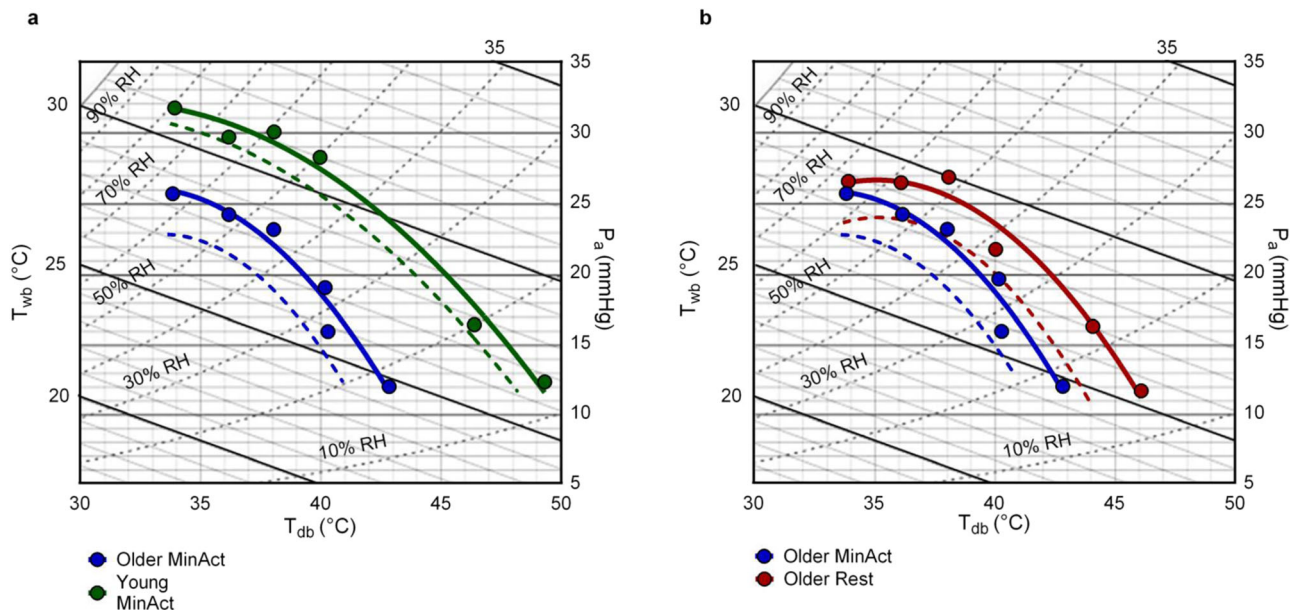 a
35
30
25
20
T_wb (°C)
90% RH
70% RH
50% RH
30% RH
10% RH
35
30
25
20
15
10
5
P_a (mmHg)
30
35
40
45
50
T_db (°C)
Older MinAct
Young
MinAct
b
35
30
25
20
T_wb (°C)
90% RH
70% RH
50% RH
30% RH
10% RH
35
30
25
20
15
10
5
P_a (mmHg)
30
35
40
45
50
T_db (°C)
Older MinAct
Older Rest